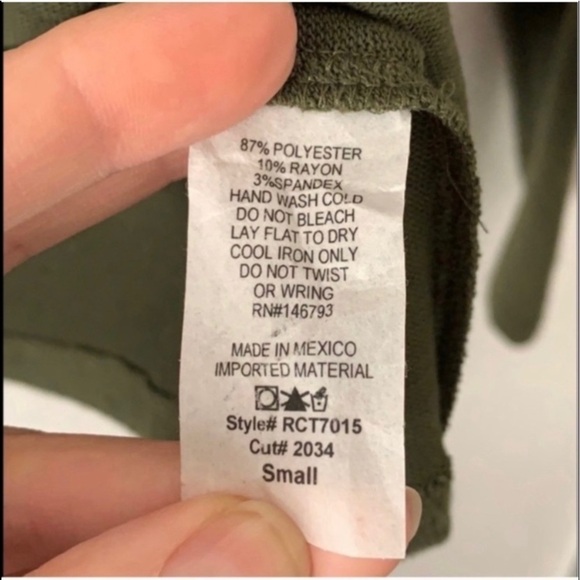 87% POLYESTER
10% RAYON
3%SPANDEX
HAND WASH COLD
DO NOT BLEACH
LAY FLAT TO DRY
COOL IRON ONLY
DO NOT TWIST
OR WRING
RN#146793
MADE IN MEXICO
IMPORTED MATERIAL
Style# RCT7015
Cut# 2034
Small